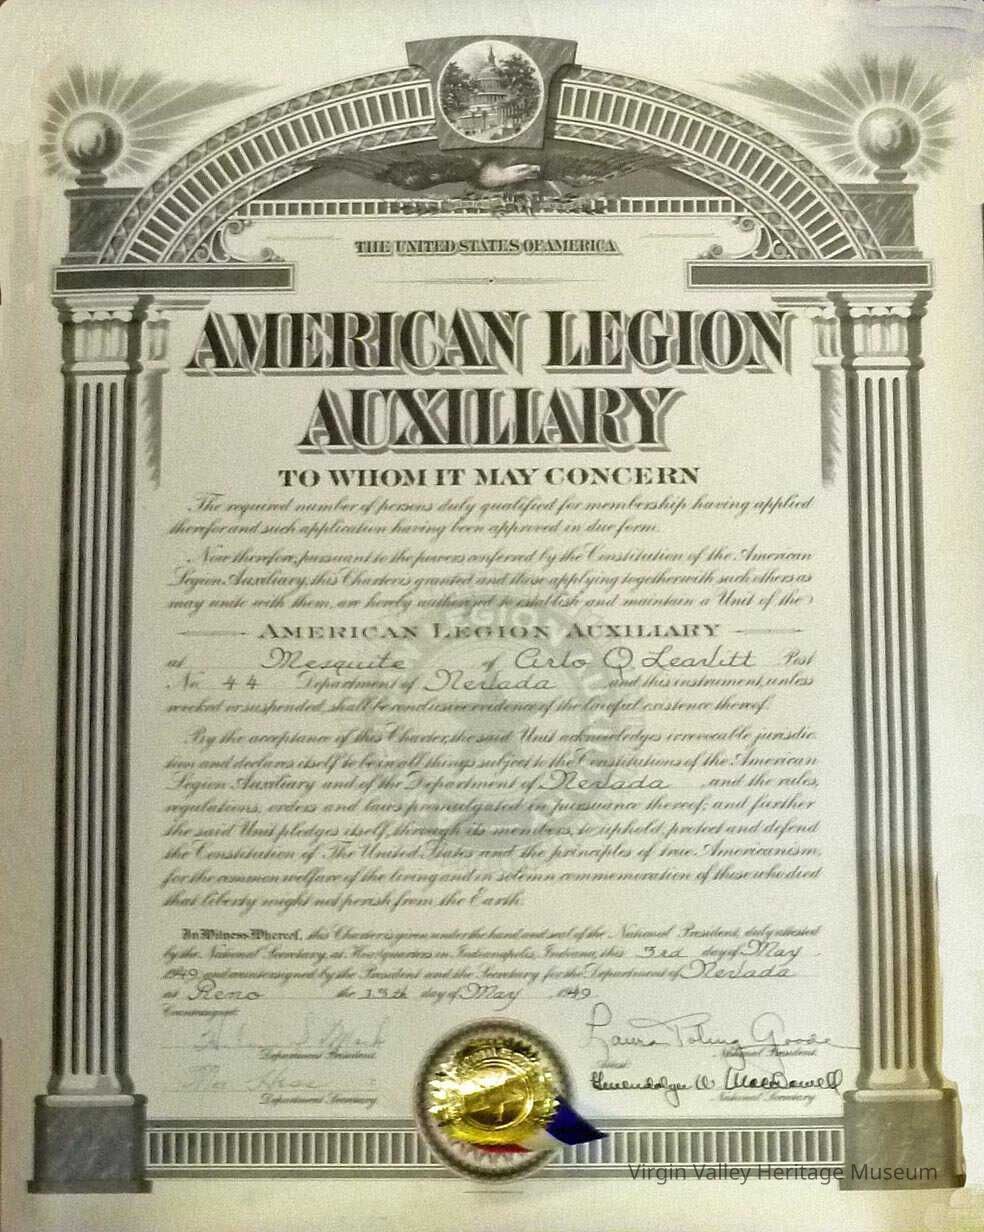 THE UNITED STATES OF AMERICA
AMERICAN LEGION
AUXILIARY
TO WHOM IT MAY CONCERN
The required number of persons duly qualified for membership having applied
therefor and such application having been approved in due form.
Now therefore, pursuant to the powers conferred by the Constitution of the American
Legion Auxiliary, this Charter is granted and those applying together with such others as
may unite with them, are hereby authorized to establish and maintain a Unit of the
AMERICAN LEGION AUXILIARY
at Mesquite of Arlo O. Leavitt Post
No. 44 Department of Nevada and this instrument, unless
revoked or suspended, shall be conclusive evidence of the lawful existence thereof.
By the acceptance of this Charter, the said Unit acknowledges irrevocable jurisdic-
tion and declares itself to be in all things subject to the Constitutions of the American
Legion Auxiliary and of the Department of Nevada and the rules,
regulations, orders and laws promulgated in pursuance thereof; and further
the said Unit pledges itself, through its members, to uphold, protect and defend
the Constitution of The United States and the principles of true Americanism,
for the common welfare of the living and in solemn commemoration of those who died
that liberty might not perish from the Earth.
In Witness Whereof, this Charter is given under the hand and seal of the National President, duly attested
by the National Secretary, at Headquarters in Indianapolis, Indiana, this 3rd day of May
1949 and countersigned by the President and the Secretary for the Department of Nevada
at Reno the 13th day of May, 1949
Countersigned:
Department President
Laura Toling Goode
National President
Attest:
Department Secretary
Gwendolyn W. MacDowell
National Secretary
Virgin Valley Heritage Museum